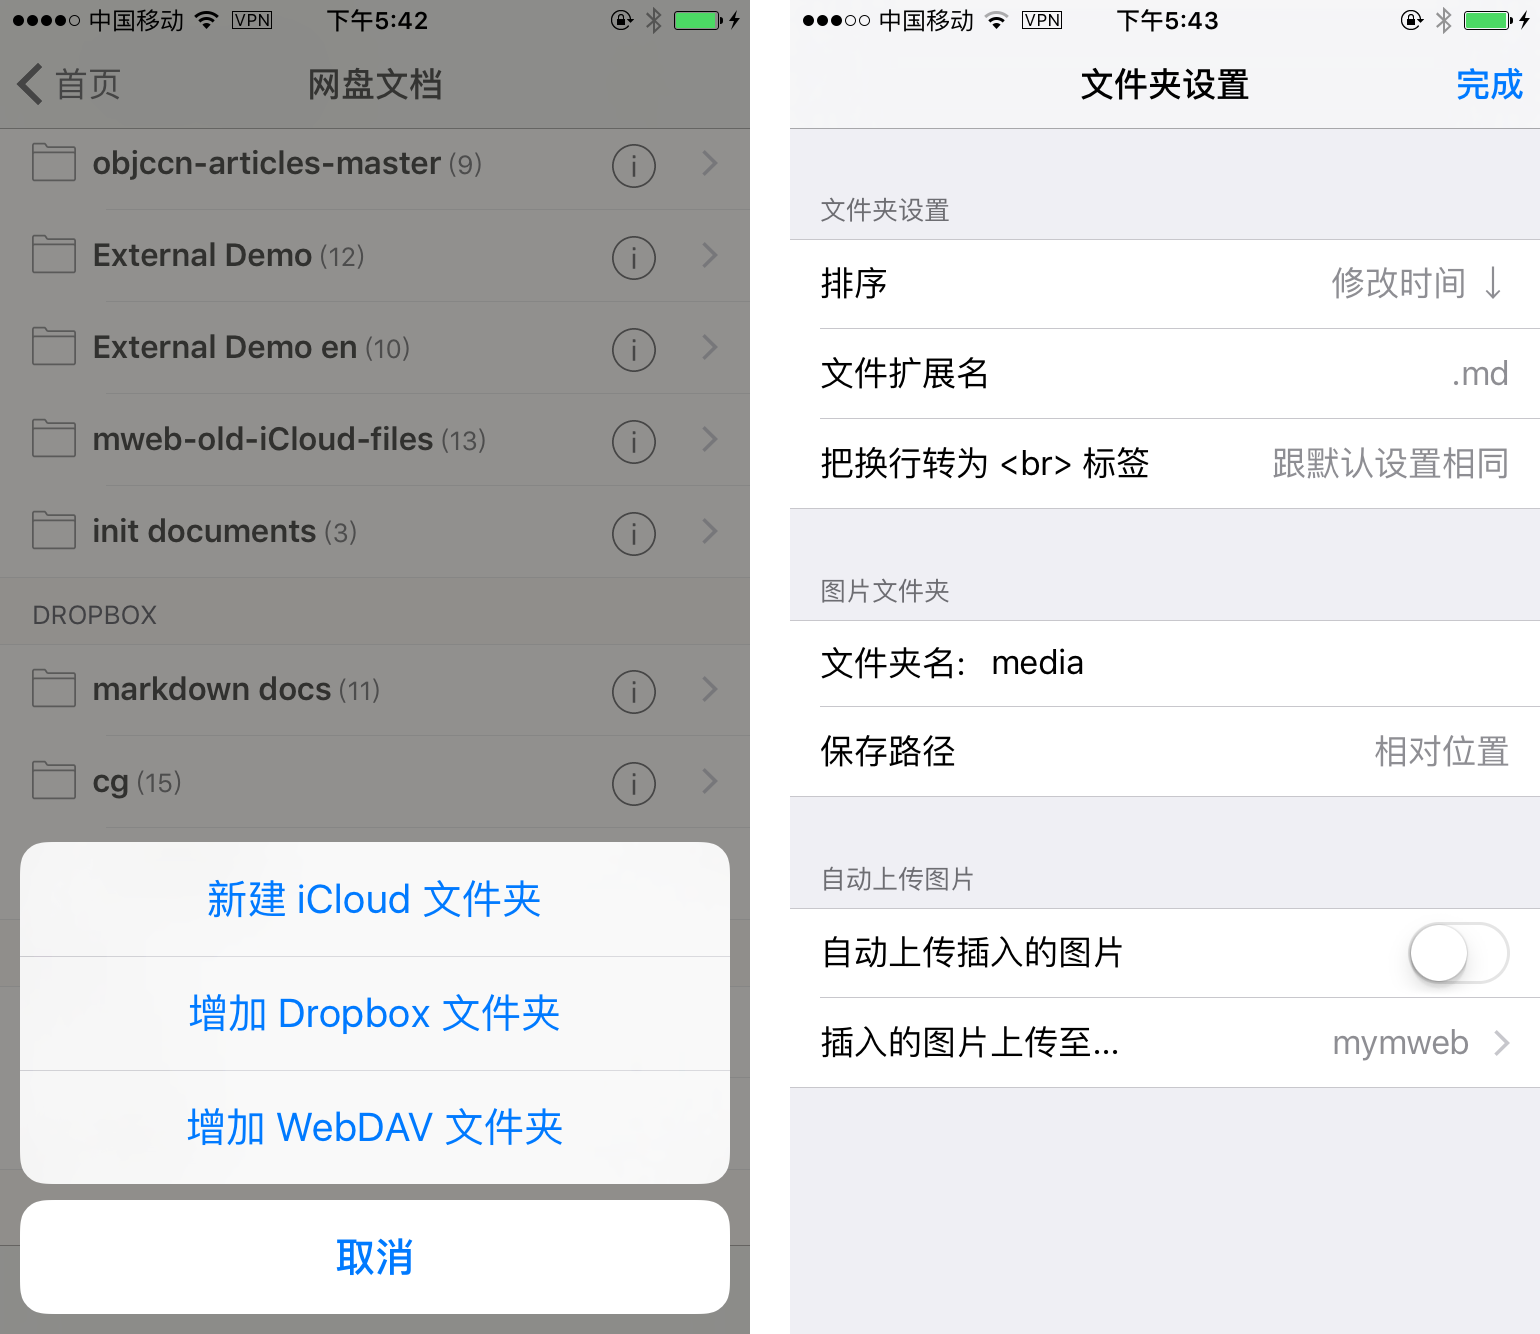 中国移动 VPN 下午5:42
首页 网盘文档
objccn-articles-master (9)
External Demo (12)
External Demo en (10)
mweb-old-iCloud-files (13)
init documents (3)
DROPBOX
markdown docs (11)
cg (15)
新建 iCloud 文件夹
增加 Dropbox 文件夹
增加 WebDAV 文件夹
取消
中国移动 VPN 下午5:43
文件夹设置 完成
文件夹设置
排序 修改时间 ↓
文件扩展名 .md
把换行转为 <br> 标签 跟默认设置相同
图片文件夹
文件夹名: media
保存路径 相对位置
自动上传图片
自动上传插入的图片
插入的图片上传至... mymweb